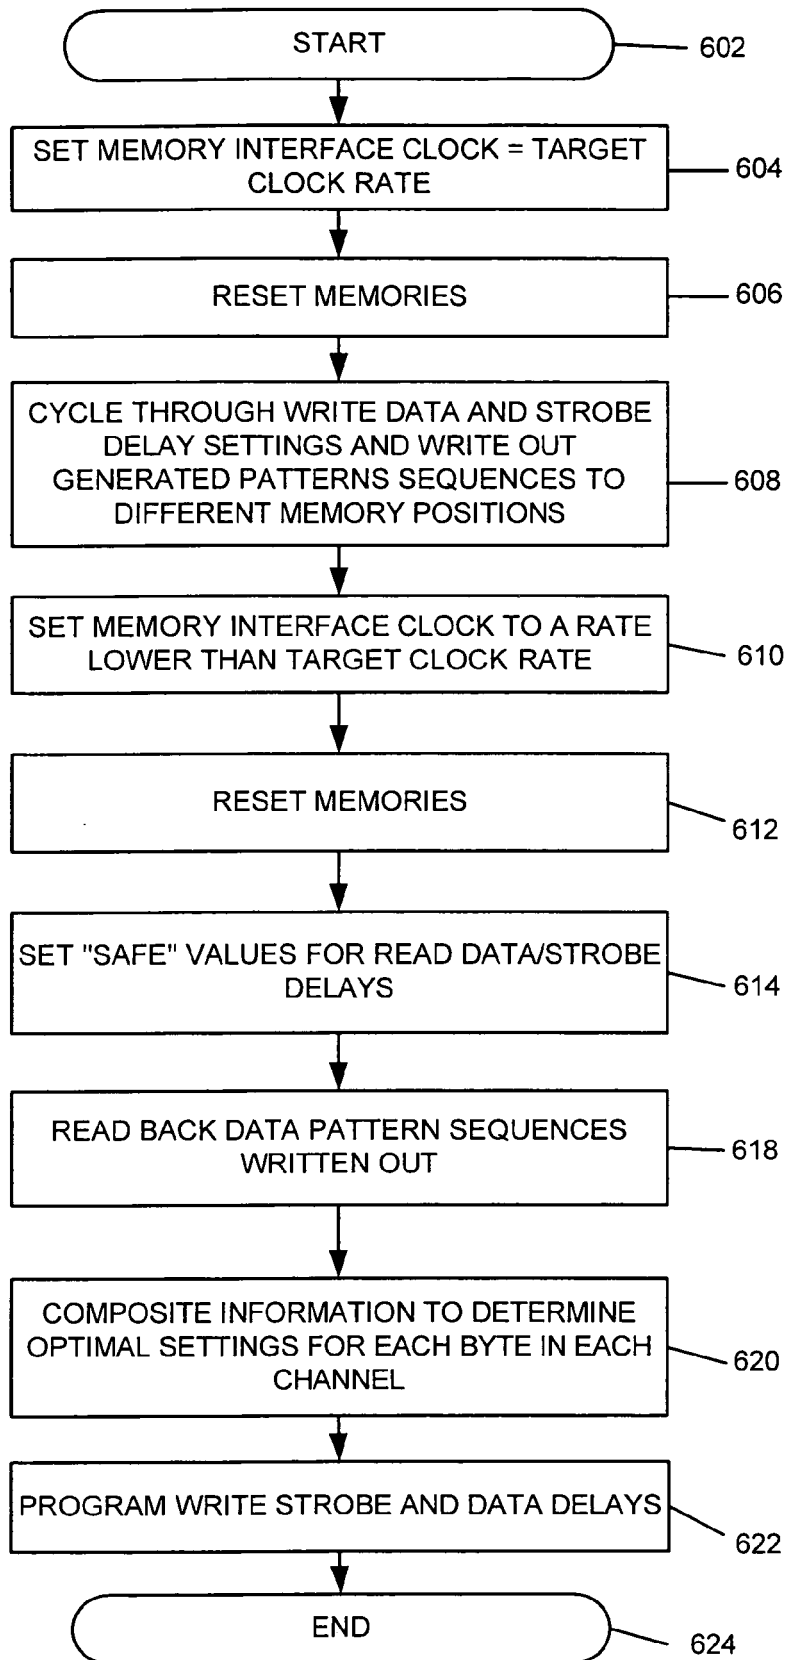 START
602
SET MEMORY INTERFACE CLOCK = TARGET
CLOCK RATE
604
RESET MEMORIES
606
CYCLE THROUGH WRITE DATA AND STROBE
DELAY SETTINGS AND WRITE OUT
GENERATED PATTERNS SEQUENCES TO
DIFFERENT MEMORY POSITIONS
608
SET MEMORY INTERFACE CLOCK TO A RATE
LOWER THAN TARGET CLOCK RATE
610
RESET MEMORIES
612
SET "SAFE" VALUES FOR READ DATA/STROBE
DELAYS
614
READ BACK DATA PATTERN SEQUENCES
WRITTEN OUT
618
COMPOSITE INFORMATION TO DETERMINE
OPTIMAL SETTINGS FOR EACH BYTE IN EACH
CHANNEL
620
PROGRAM WRITE STROBE AND DATA DELAYS
622
END
624